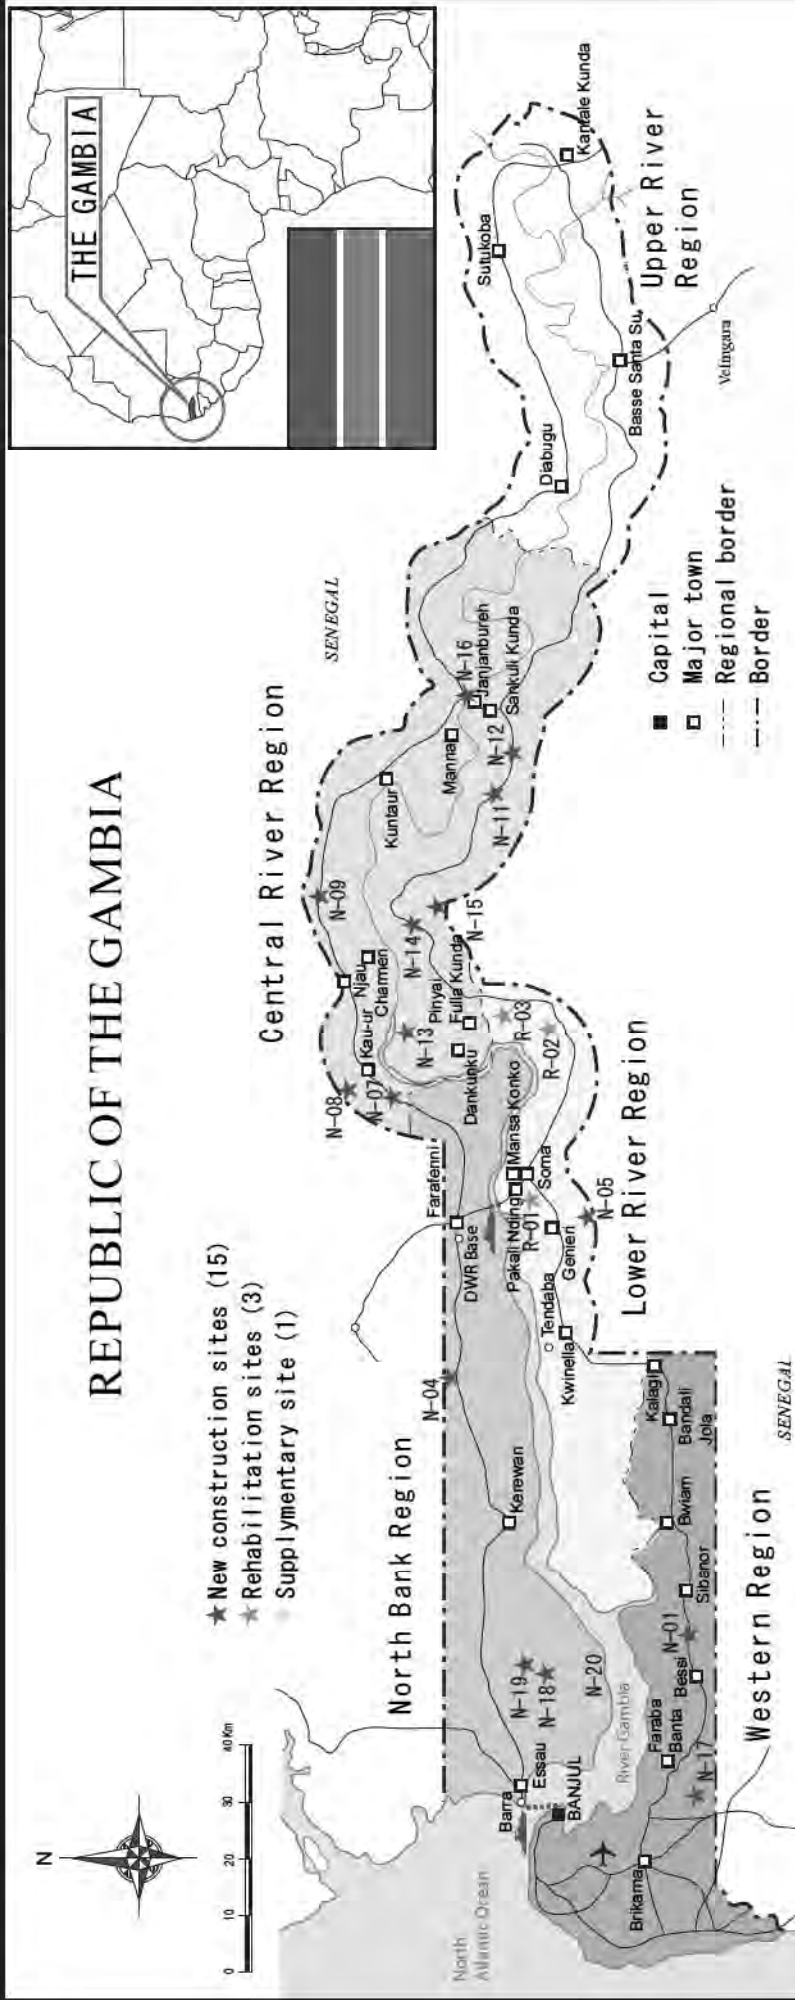 REPUBLIC OF THE GAMBIA
THE GAMBIA
N
0 10 20 30 40 Km
★New construction sites (15)
★Rehabilitation sites (3)
Supplymentary site (1)
North Bank Region
Central River Region
Upper River
Region
Lower River Region
Western Region
SENEGAL
SENEGAL
North
Atlantic Ocean
River Gambia
Velingara
Barra
Essau
BANJUL
Brikama
Faraba
Banta
Bessi
Sibanor
Bwiam
Bandali
Jola
Kalagi
Kerewan
Kwinella
Tendaba
Genieri
Pakali Nding
Soma
Mansa Konko
Farafenni
DWR Base
Dankunku
Pinyai
Fulla Kunda
Kau-ur
Njau
Charmen
Kuntaur
Manna
Janjanbureh
Sankuli Kunda
Diabugu
Sutukoba
Basse Santa Su
Kantale Kunda
N-17
N-01
N-18
N-19
N-20
N-04
N-05
R-01
R-02
R-03
N-07
N-08
N-09
N-13
N-14
N-15
N-11
N-12
N-16
Capital
Major town
Regional border
Border